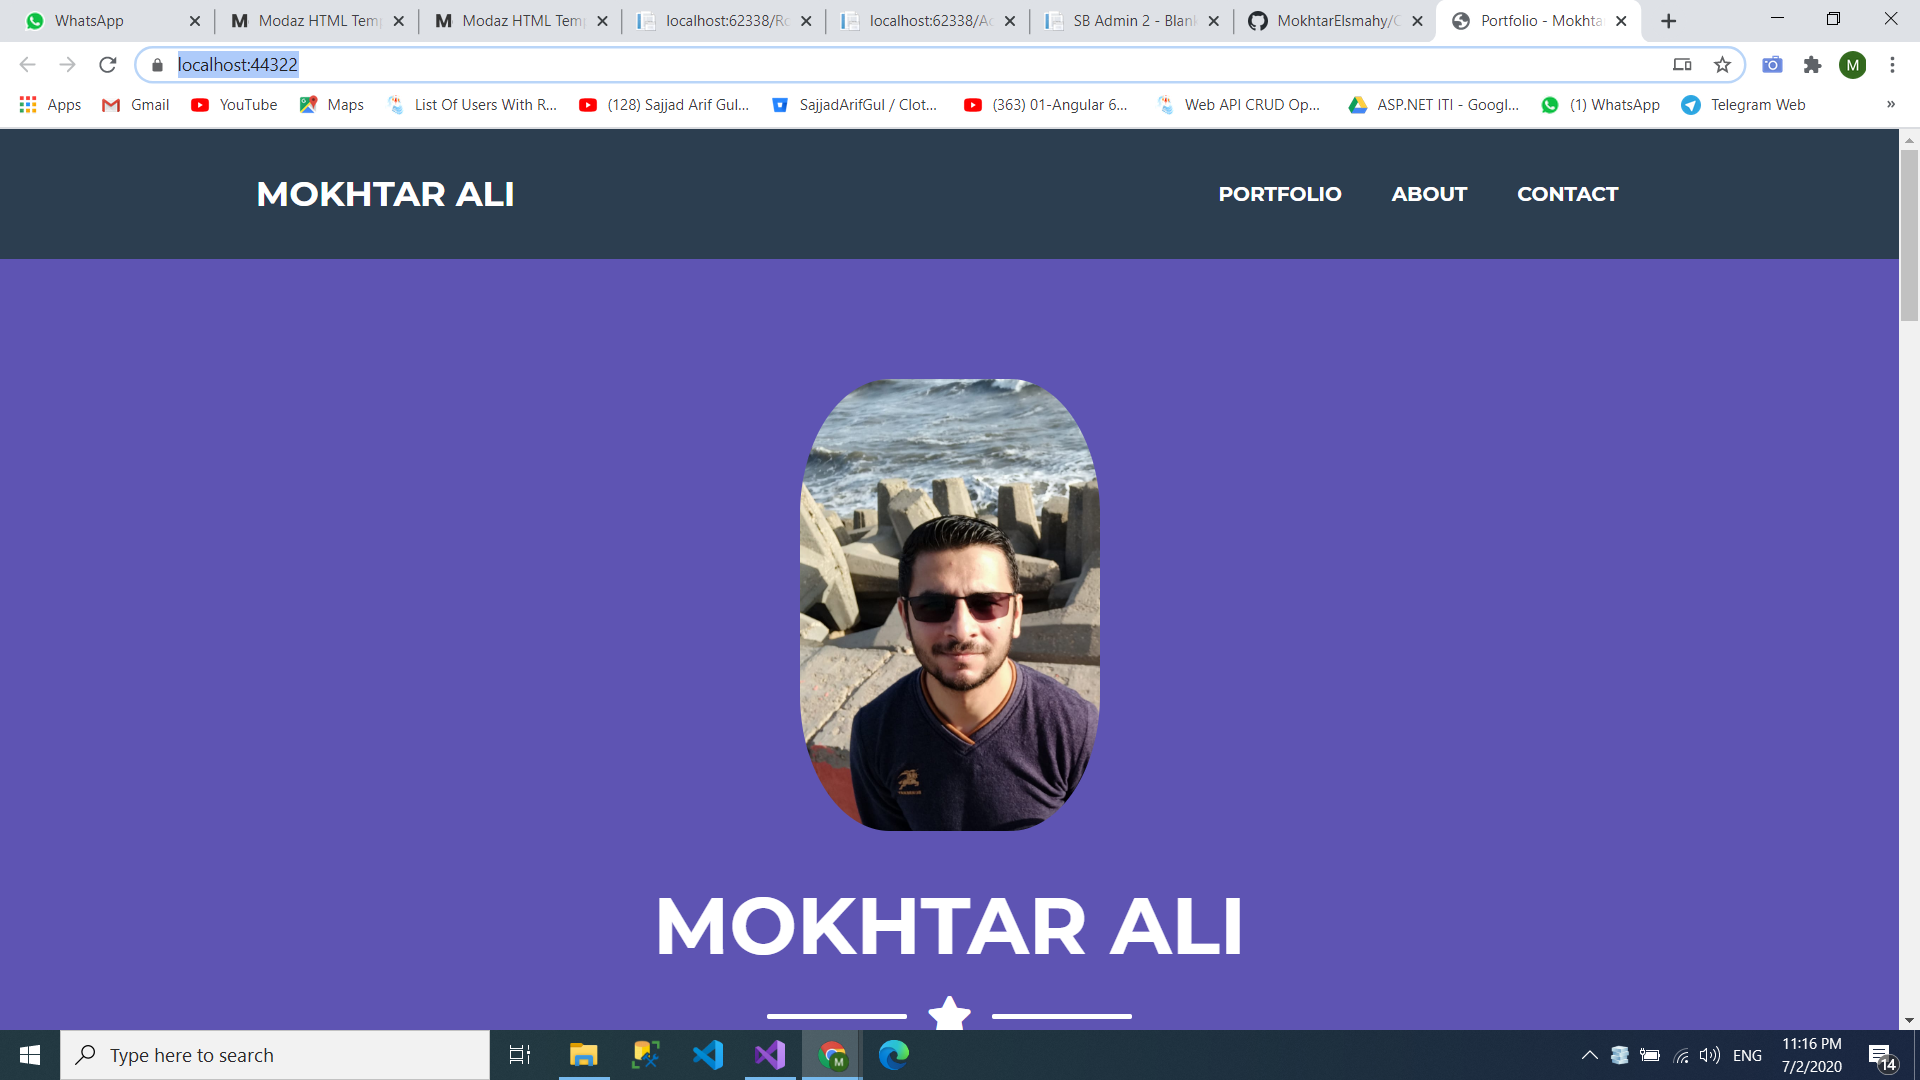 WhatsApp
Modaz HTML Tem
Modaz HTML Tem
localhost:62338/Ro
localhost:62338/A
SB Admin 2 - Blank
MokhtarElsmahy/C
Portfolio - Mokhta
localhost:44322
M
Apps
Gmail
YouTube
Maps
List Of Users With R...
(128) Sajjad Arif Gul...
SajjadArifGul / Clot...
(363) 01-Angular 6...
Web API CRUD Op...
ASP.NET ITI - Googl...
(1) WhatsApp
Telegram Web
»
MOKHTAR ALI
PORTFOLIO
ABOUT
CONTACT
MOKHTAR ALI
Type here to search
M
ENG
11:16 PM
7/2/2020
14